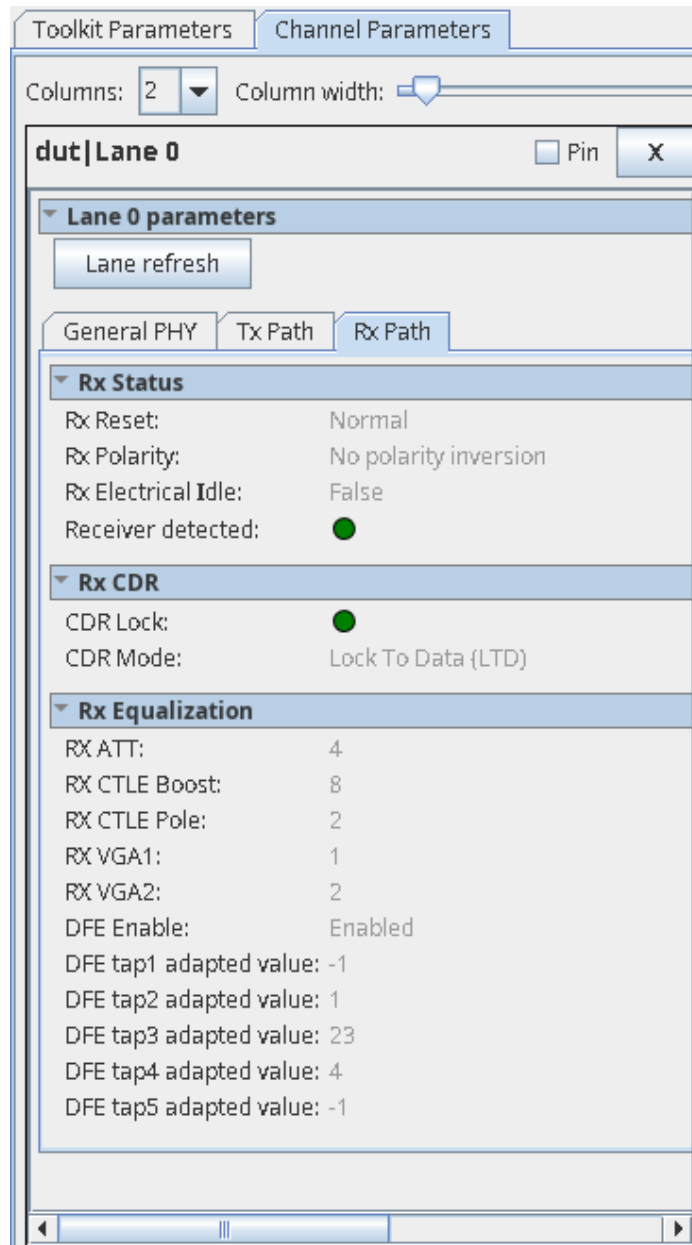 Toolkit Parameters Channel Parameters
Columns: 2 Column width:
dut|Lane 0 Pin X
Lane 0 parameters
Lane refresh
General PHY Tx Path Rx Path
Rx Status
Rx Reset: Normal
Rx Polarity: No polarity inversion
Rx Electrical Idle: False
Receiver detected:
Rx CDR
CDR Lock:
CDR Mode: Lock To Data (LTD)
Rx Equalization
RX ATT: 4
RX CTLE Boost: 8
RX CTLE Pole: 2
RX VGA1: 1
RX VGA2: 2
DFE Enable: Enabled
DFE tap1 adapted value: -1
DFE tap2 adapted value: 1
DFE tap3 adapted value: 23
DFE tap4 adapted value: 4
DFE tap5 adapted value: -1